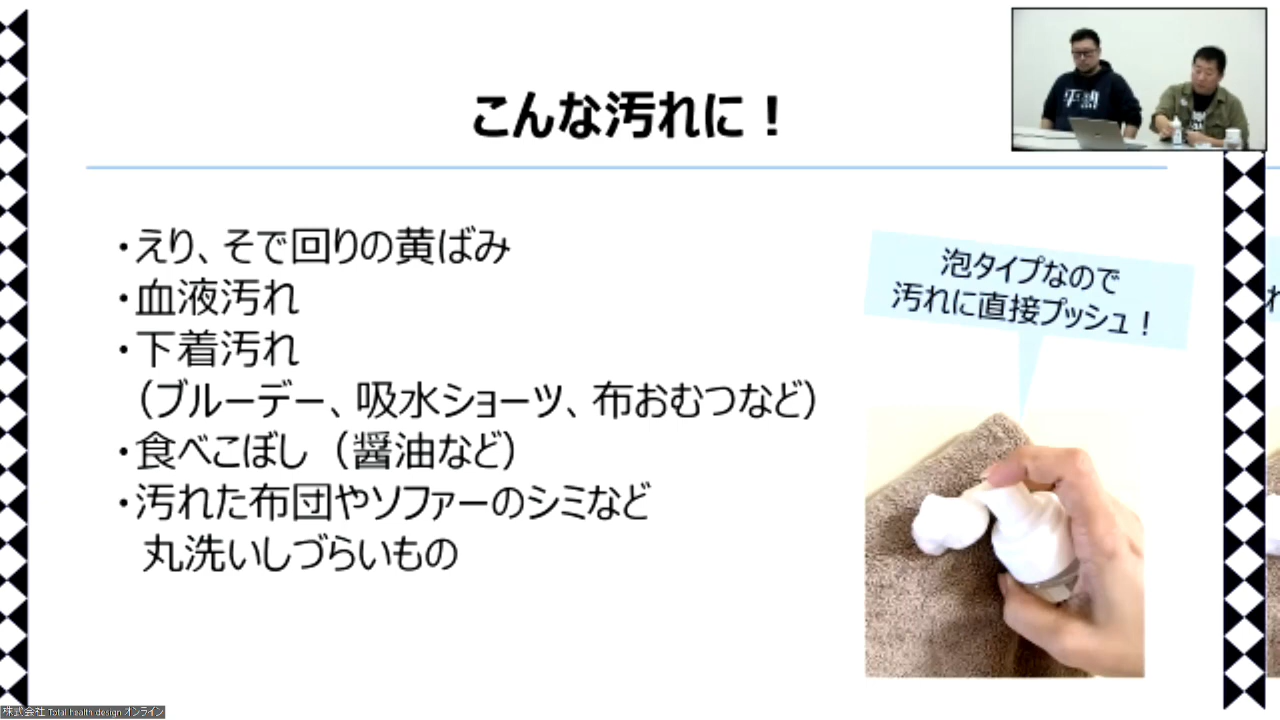 こんな汚れに！
・えり、そで回りの黄ばみ
・血液汚れ
・下着汚れ
（ブルーデー、吸水ショーツ、布おむつなど）
・食べこぼし（醤油など）
・汚れた布団やソファーのシミなど
丸洗いしづらいもの
泡タイプなので
汚れに直接プッシュ！
平熱
株式会社 Total health design オンライン